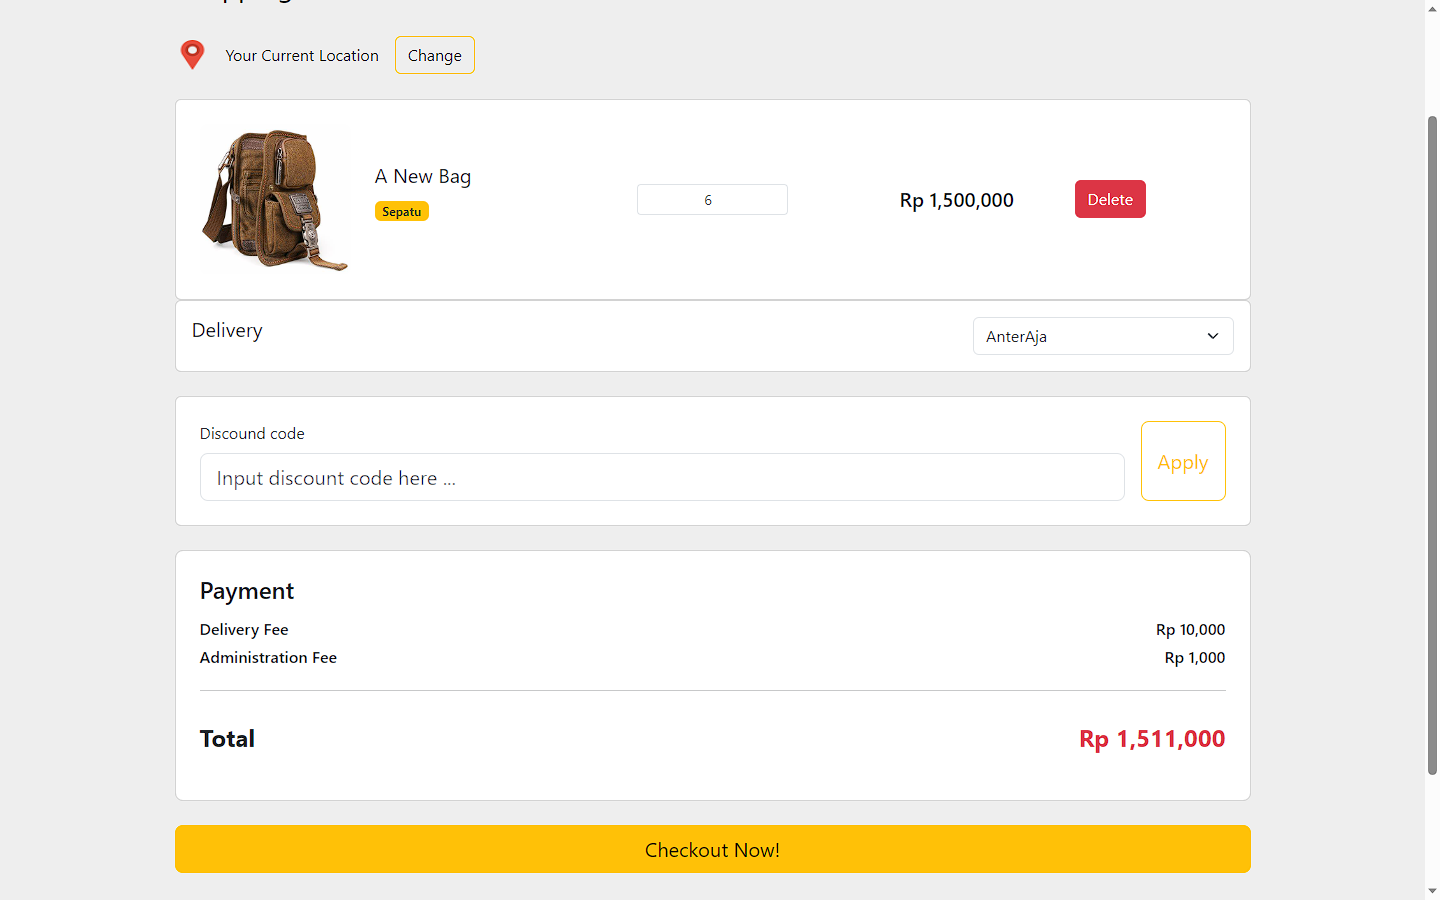 Your Current Location
Change
A New Bag
Sepatu
6
Rp 1,500,000
Delete
Delivery
AnterAja
Discound code
Input discount code here ...
Apply
Payment
Delivery Fee
Rp 10,000
Administration Fee
Rp 1,000
Total
Rp 1,511,000
Checkout Now!